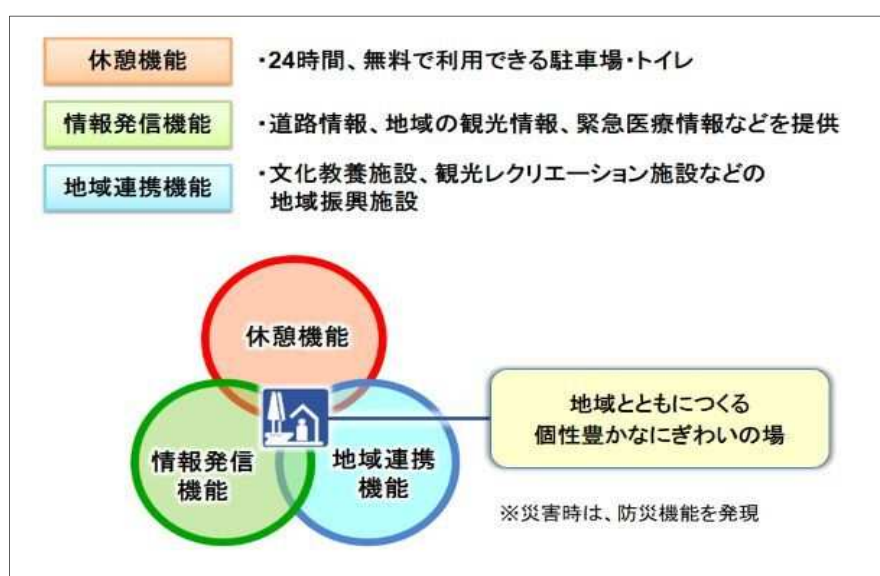 休憩機能 ・24時間、無料で利用できる駐車場・トイレ
情報発信機能 ・道路情報、地域の観光情報、緊急医療情報などを提供
地域連携機能 ・文化教養施設、観光レクリエーション施設などの
地域振興施設
休憩機能
情報発信
機能
地域連携
機能
地域とともにつくる
個性豊かなにぎわいの場
※災害時は、防災機能を発現